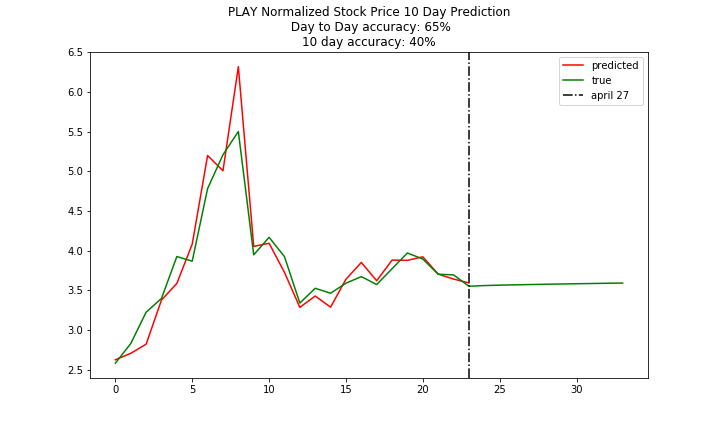 PLAY Normalized Stock Price 10 Day Prediction
Day to Day accuracy: 65%
10 day accuracy: 40%
6.5
6.0
5.5
5.0
4.5
4.0
3.5
3.0
2.5
predicted
true
april 27
0
5
10
15
20
25
30